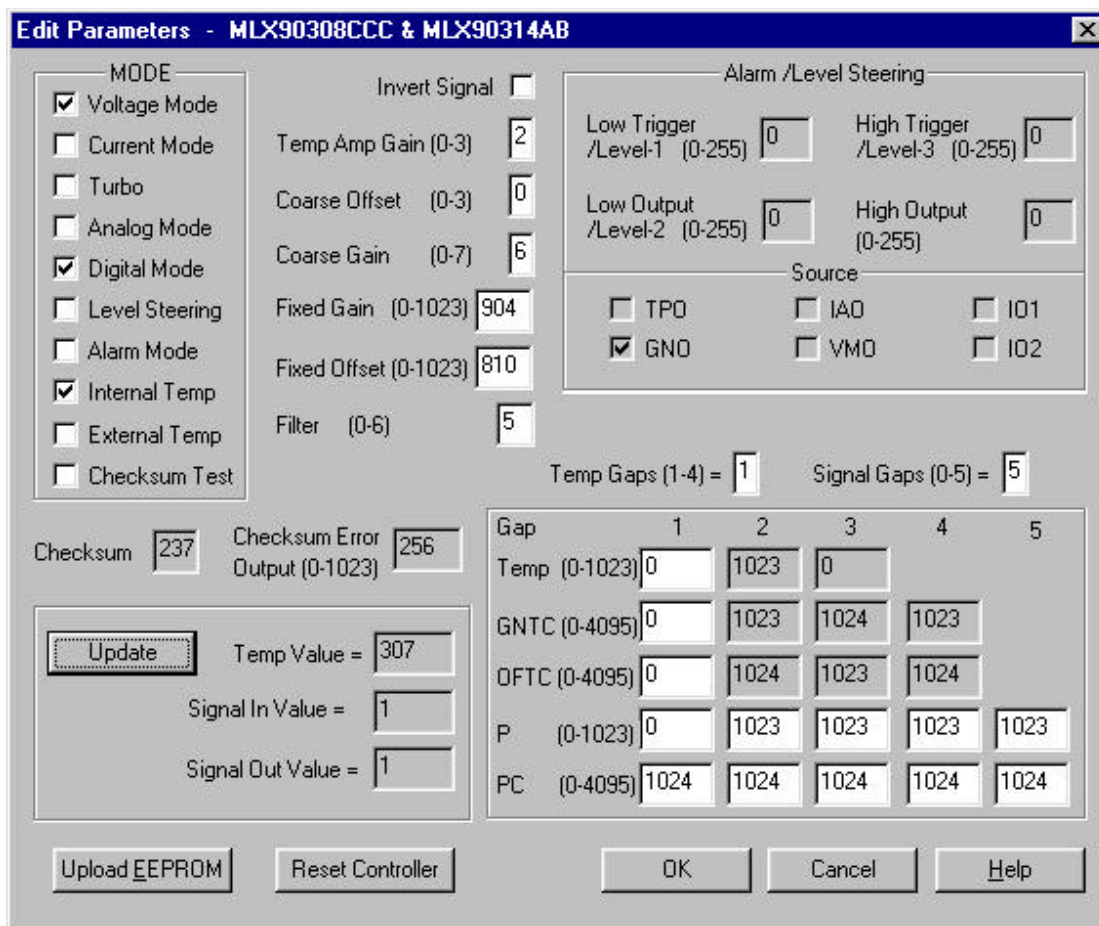 Edit Parameters - MLX90308CCC & MLX90314AB
MODE
Voltage Mode
Current Mode
Turbo
Analog Mode
Digital Mode
Level Steering
Alarm Mode
Internal Temp
External Temp
Checksum Test
Invert Signal
Temp Amp Gain (0-3) 2
Coarse Offset (0-3) 0
Coarse Gain (0-7) 6
Fixed Gain (0-1023) 904
Fixed Offset (0-1023) 810
Filter (0-6) 5
Alarm /Level Steering
Low Trigger
/Level-1 (0-255) 0
High Trigger
/Level-3 (0-255) 0
Low Output
/Level-2 (0-255) 0
High Output
(0-255) 0
Source
TPO IAO IO1
GNO VMO IO2
Temp Gaps (1-4) = 1 Signal Gaps (0-5) = 5
Checksum 237
Checksum Error
Output (0-1023) 256
Update
Temp Value = 307
Signal In Value = 1
Signal Out Value = 1
Gap 1 2 3 4 5
Temp (0-1023) 0 1023 0
GNTC (0-4095) 0 1023 1024 1023
OFTC (0-4095) 0 1024 1023 1024
P (0-1023) 0 1023 1023 1023 1023
PC (0-4095) 1024 1024 1024 1024 1024
Upload EEPROM Reset Controller OK Cancel Help